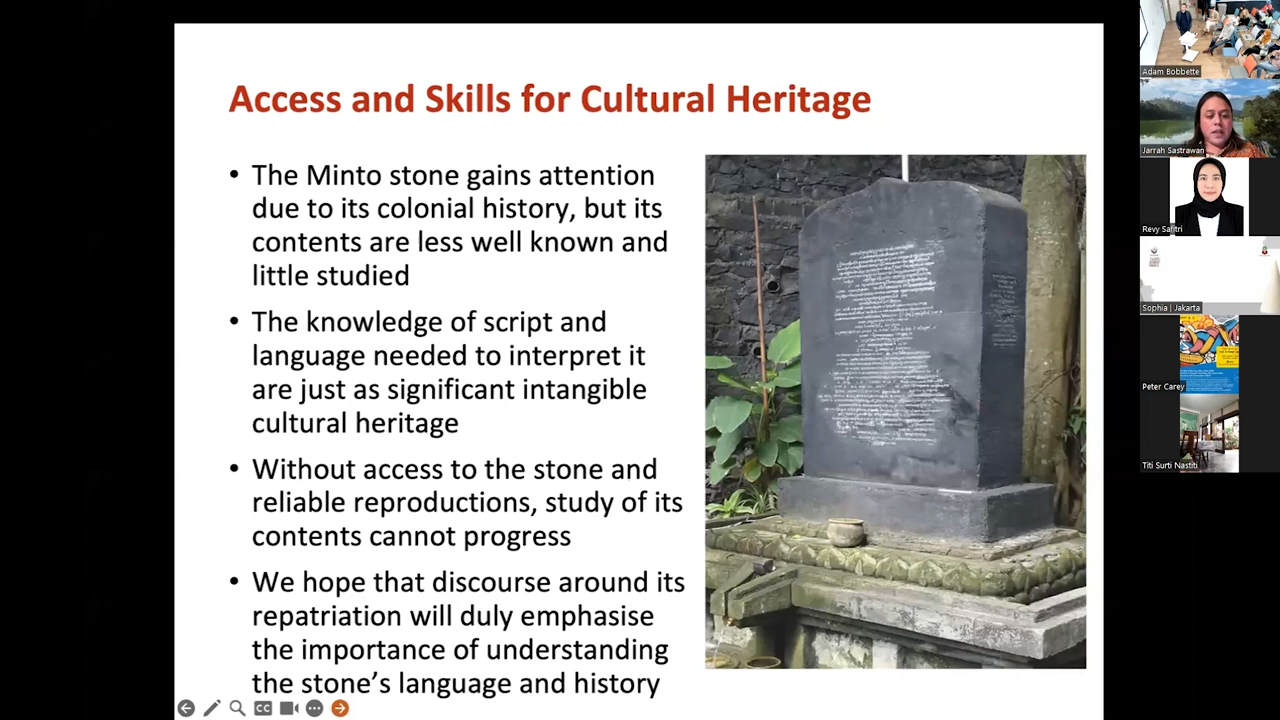 Access and Skills for Cultural Heritage
• The Minto stone gains attention
due to its colonial history, but its
contents are less well known and
little studied
• The knowledge of script and
language needed to interpret it
are just as significant intangible
cultural heritage
• Without access to the stone and
reliable reproductions, study of its
contents cannot progress
• We hope that discourse around its
repatriation will duly emphasise
the importance of understanding
the stone's language and history
CC
Adam Bobbette
Jarrah Sastrawan
Revy Safitri
Sophia | Jakarta
Peter Carey
Titi Surti Nastiti